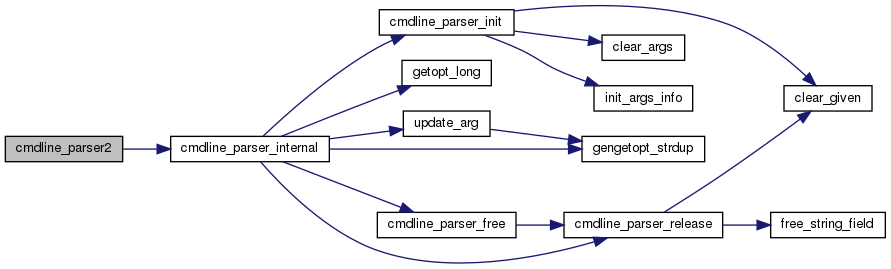 cmdline_parser2
cmdline_parser_internal
cmdline_parser_init
getopt_long
update_arg
cmdline_parser_free
clear_args
init_args_info
gengetopt_strdup
cmdline_parser_release
clear_given
free_string_field